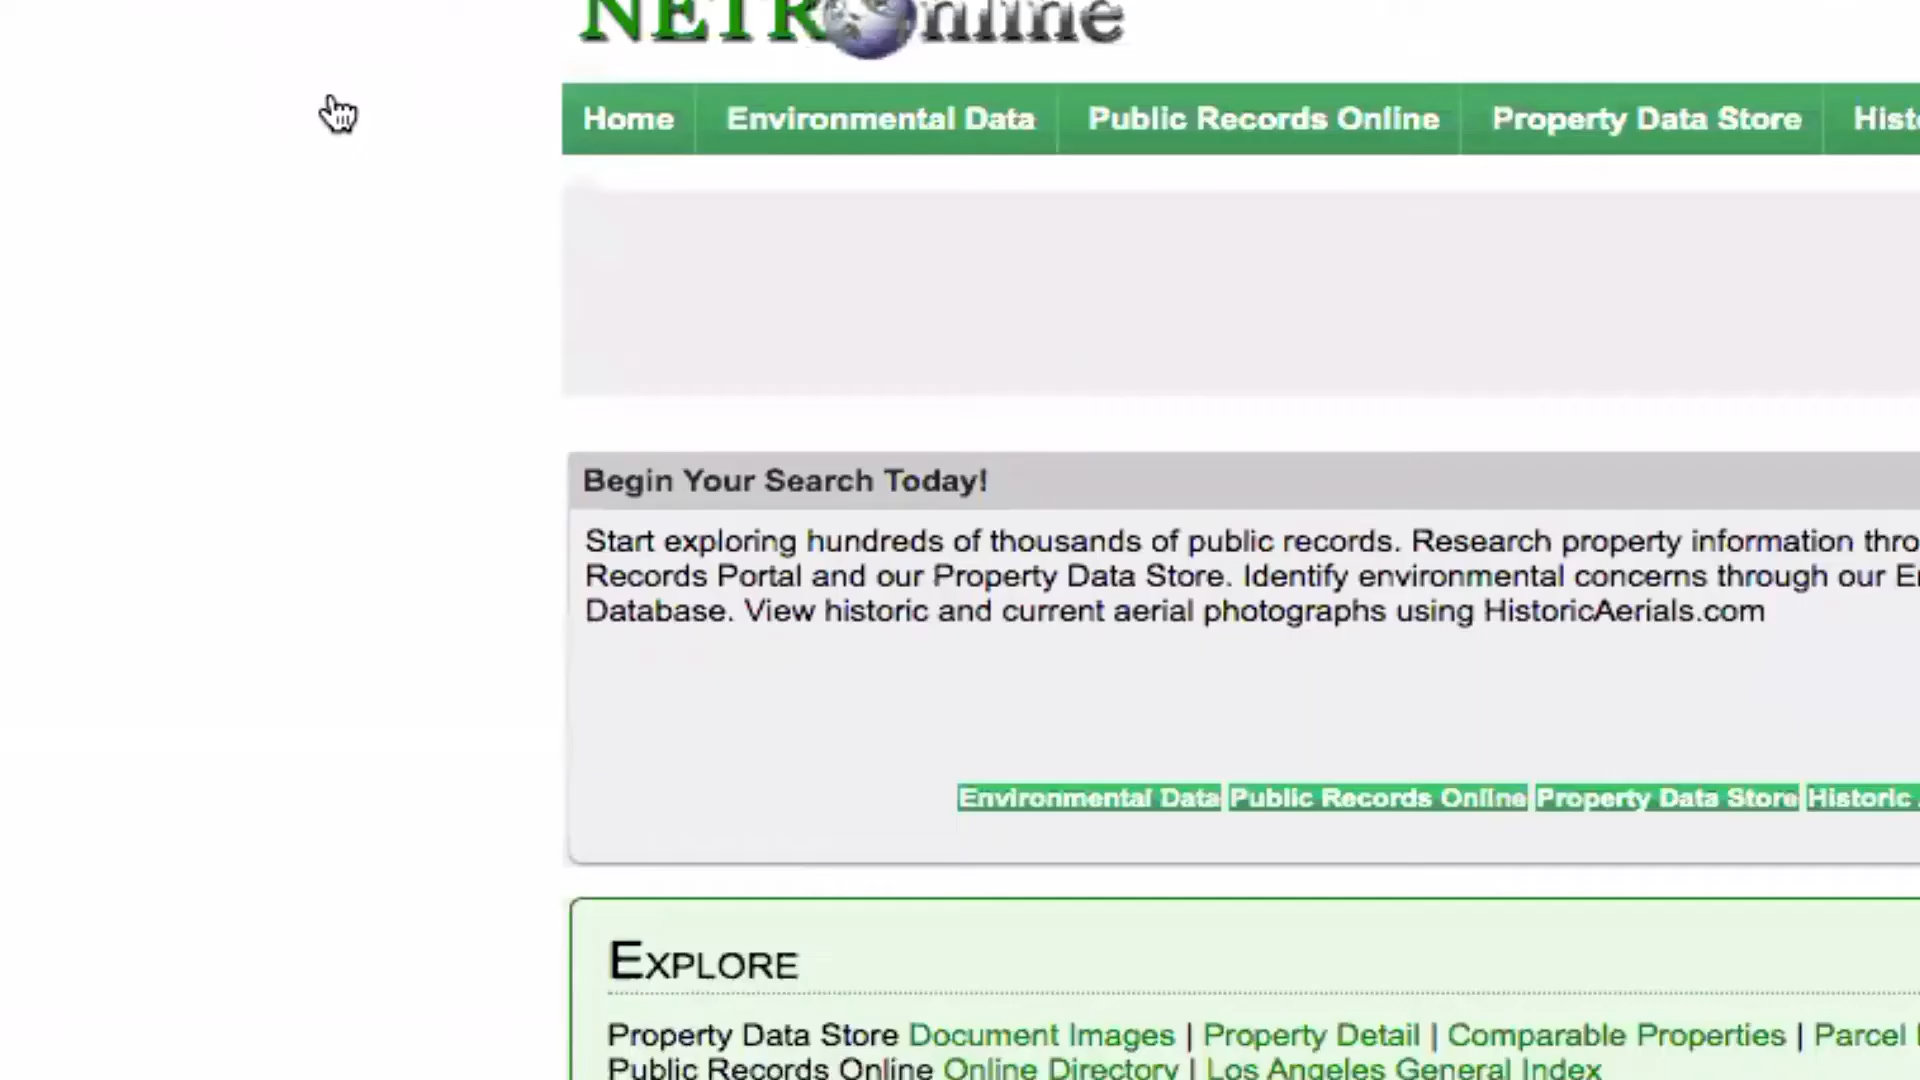 NETROnline
Home Environmental Data Public Records Online Property Data Store
Begin Your Search Today!
Start exploring hundreds of thousands of public records. Research property information
Records Portal and our Property Data Store. Identify environmental concerns through our
Database. View historic and current aerial photographs using HistoricAerials.com
Environmental Data Public Records Online Property Data Store Historic
EXPLORE
Property Data Store Document Images | Property Detail | Comparable Properties | Parcel
Public Records Online Online Directory | Los Angeles General Index